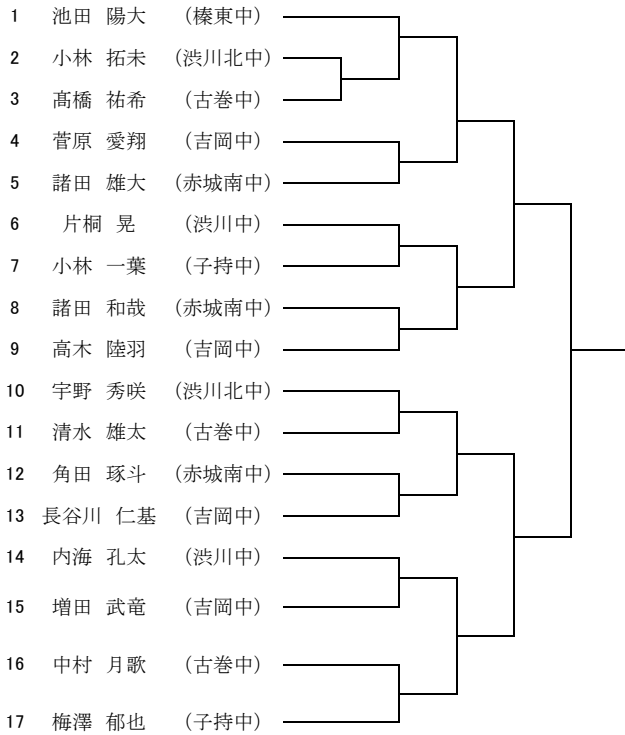 1 池田 陽大 (榛東中)
2 小林 拓未 (渋川北中)
3 髙橋 祐希 (古巻中)
4 菅原 愛翔 (吉岡中)
5 諸田 雄大 (赤城南中)
6 片桐 晃 (渋川中)
7 小林 一葉 (子持中)
8 諸田 和哉 (赤城南中)
9 高木 陸羽 (吉岡中)
10 宇野 秀咲 (渋川北中)
11 清水 雄太 (古巻中)
12 角田 琢斗 (赤城南中)
13 長谷川 仁基 (吉岡中)
14 内海 孔太 (渋川中)
15 増田 武竜 (吉岡中)
16 中村 月歌 (古巻中)
17 梅澤 郁也 (子持中)